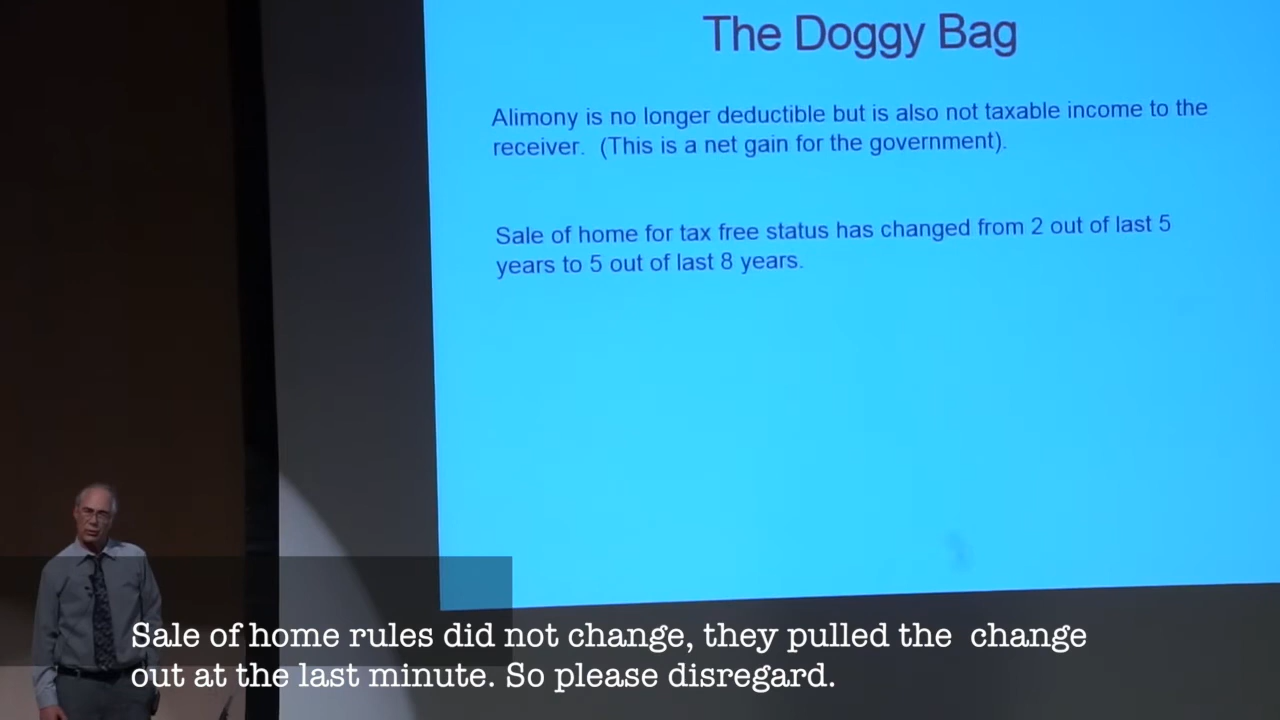 The Doggy Bag
Alimony is no longer deductible but is also not taxable income to the
receiver.  (This is a net gain for the government).
Sale of home for tax free status has changed from 2 out of last 5
years to 5 out of last 8 years.
Sale of home rules did not change, they pulled the  change
out at the last minute. So please disregard.